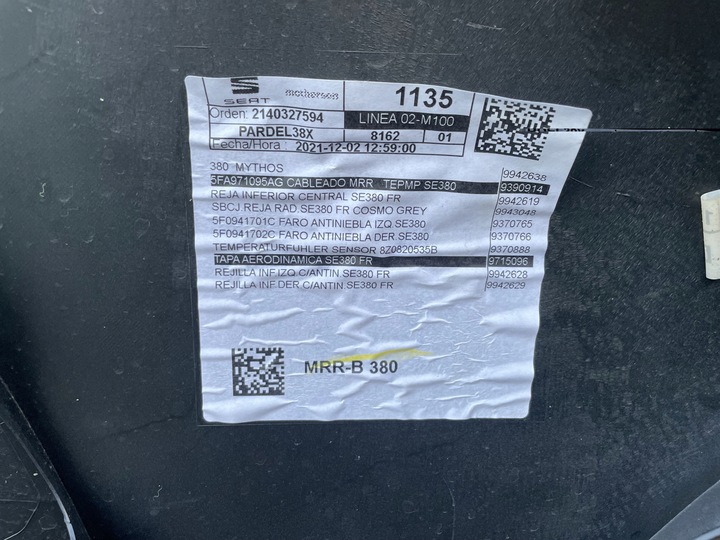 SEAT motherson 1135
Orden: 2140327594 LINEA 02-M100
PARDEL38X 8162 01
Fecha/Hora : 2021-12-02 12:59:00
380 MYTHOS 9942638
5FA971095AG CABLEADO MRR TEPMP SE380 9390914
REJA INFERIOR CENTRAL SE380 FR 9942619
SBCJ.REJA RAD.SE380 FR COSMO GREY 9943048
5F0941701C FARO ANTINIEBLA IZQ SE380 9370765
5F0941702C FARO ANTINIEBLA DER SE380 9370766
TEMPERATURFUHLER SENSOR 8Z0820535B 9370888
TAPA AERODINAMICA SE380 FR 9715096
REJILLA INF.IZQ C/ANTIN.SE380 FR 9942628
REJILLA INF.DER C/ANTIN.SE380 FR 9942629
MRR-B 380